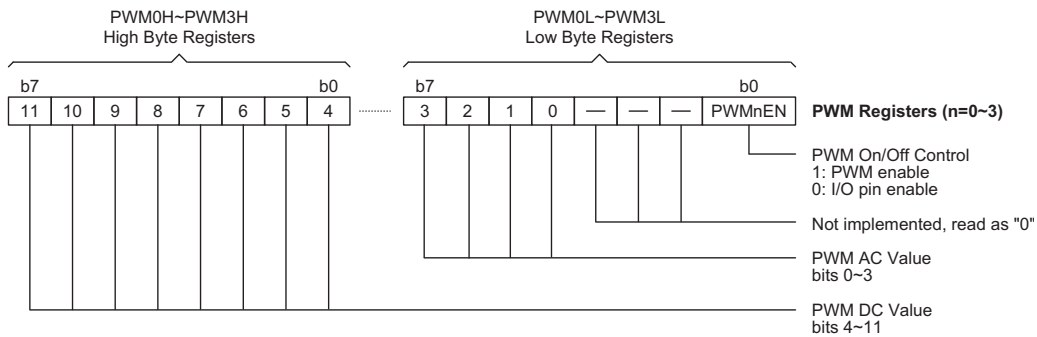 PWM0H~PWM3H
High Byte Registers
PWM0L~PWM3L
Low Byte Registers
b7 b0 b7 b0
11 10 9 8 7 6 5 4 3 2 1 0 — — — PWMnEN PWM Registers (n=0~3)
PWM On/Off Control
1: PWM enable
0: I/O pin enable
Not implemented, read as "0"
PWM AC Value
bits 0~3
PWM DC Value
bits 4~11